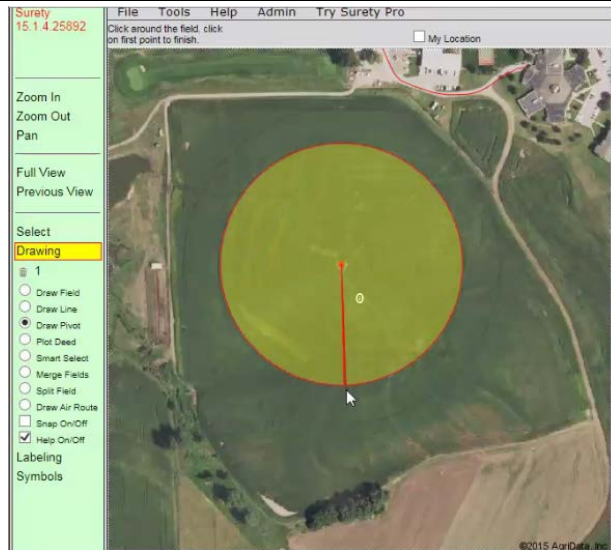 Surety
15.1.4.25892
File Tools Help Admin Try Surety Pro
Click around the field, click
on first point to finish.
My Location
Zoom In
Zoom Out
Pan
Full View
Previous View
Select
Drawing
1
Draw Field
Draw Line
Draw Pivot
Plot Deed
Smart Select
Merge Fields
Split Field
Draw Air Route
Snap On/Off
Help On/Off
Labeling
Symbols
0
©2015 AgriData, Inc.